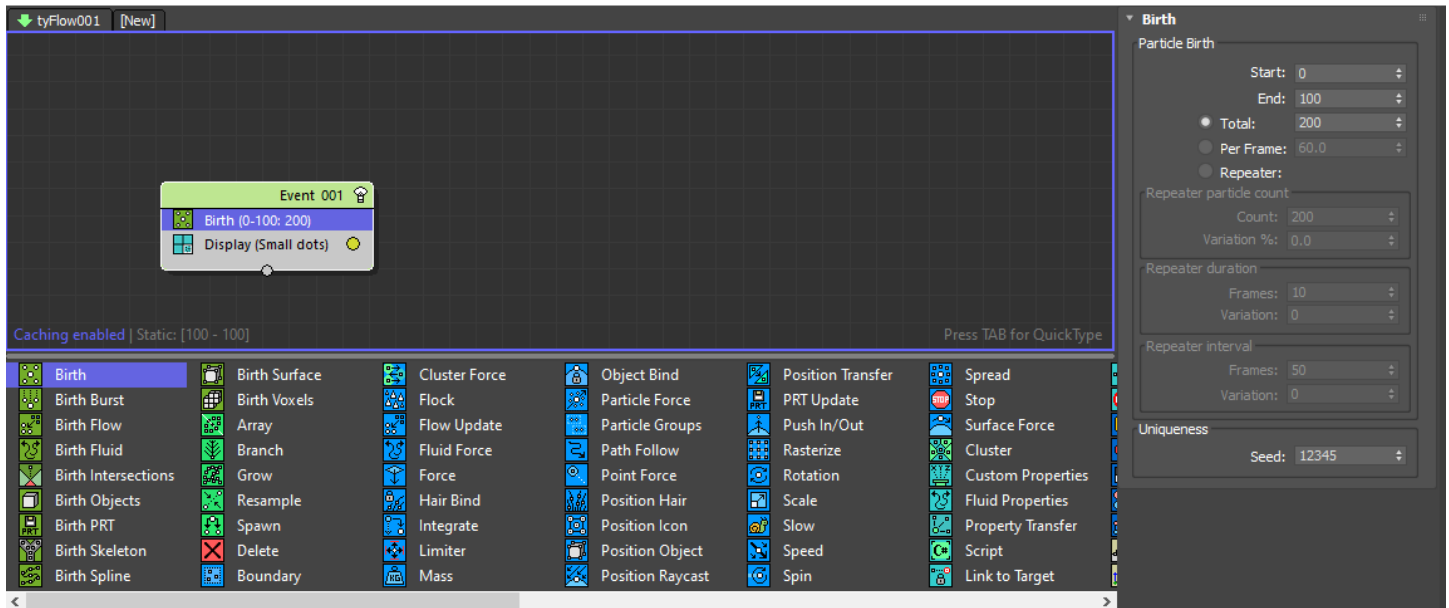 tyFlow001 [New]
Event 001
Birth (0-100: 200)
Display (Small dots)
Caching enabled | Static: [100 - 100]
Press TAB for QuickType
Birth Birth Surface Cluster Force Object Bind Position Transfer Spread
Birth Burst Birth Voxels Flock Particle Force PRT Update Stop
Birth Flow Array Flow Update Particle Groups Push In/Out Surface Force
Birth Fluid Branch Fluid Force Path Follow Rasterize Cluster
Birth Intersections Grow Force Point Force Rotation Custom Properties
Birth Objects Resample Hair Bind Position Hair Scale Fluid Properties
Birth PRT Spawn Integrate Position Icon Slow Property Transfer
Birth Skeleton Delete Limiter Position Object Speed Script
Birth Spline Boundary Mass Position Raycast Spin Link to Target
Birth
Particle Birth
Start: 0
End: 100
Total: 200
Per Frame: 60.0
Repeater:
Repeater particle count
Count: 200
Variation %: 0.0
Repeater duration
Frames: 10
Variation: 0
Repeater interval
Frames: 50
Variation: 0
Uniqueness
Seed: 12345